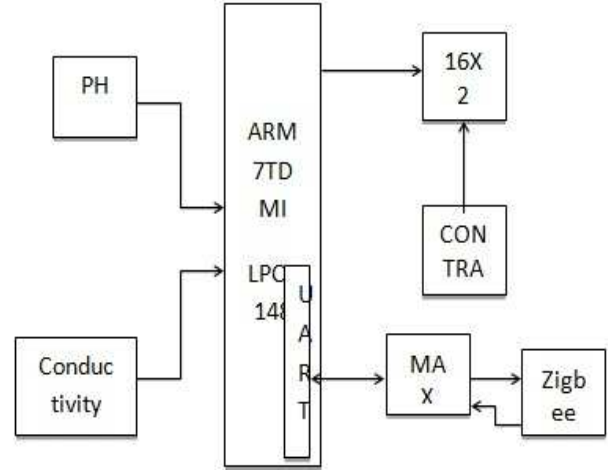 PH
Conduc
tivity
ARM
7TD
MI
LPC
148
U
A
R
T
16X
2
CON
TRA
MA
X
Zigb
ee